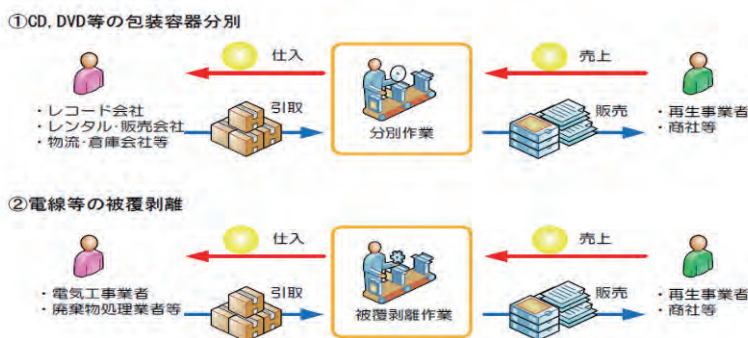 ①CD,DVD等の包装容器分別
仕入
売上
・レコード会社
・レンタル・販売会社
・物流・倉庫会社等
引取
分別作業
販売
・再生事業者
・商社等
②電線等の被覆剥離
仕入
売上
・電気工事業者
・廃棄物処理業者等
引取
被覆剥離作業
販売
・再生事業者
・商社等